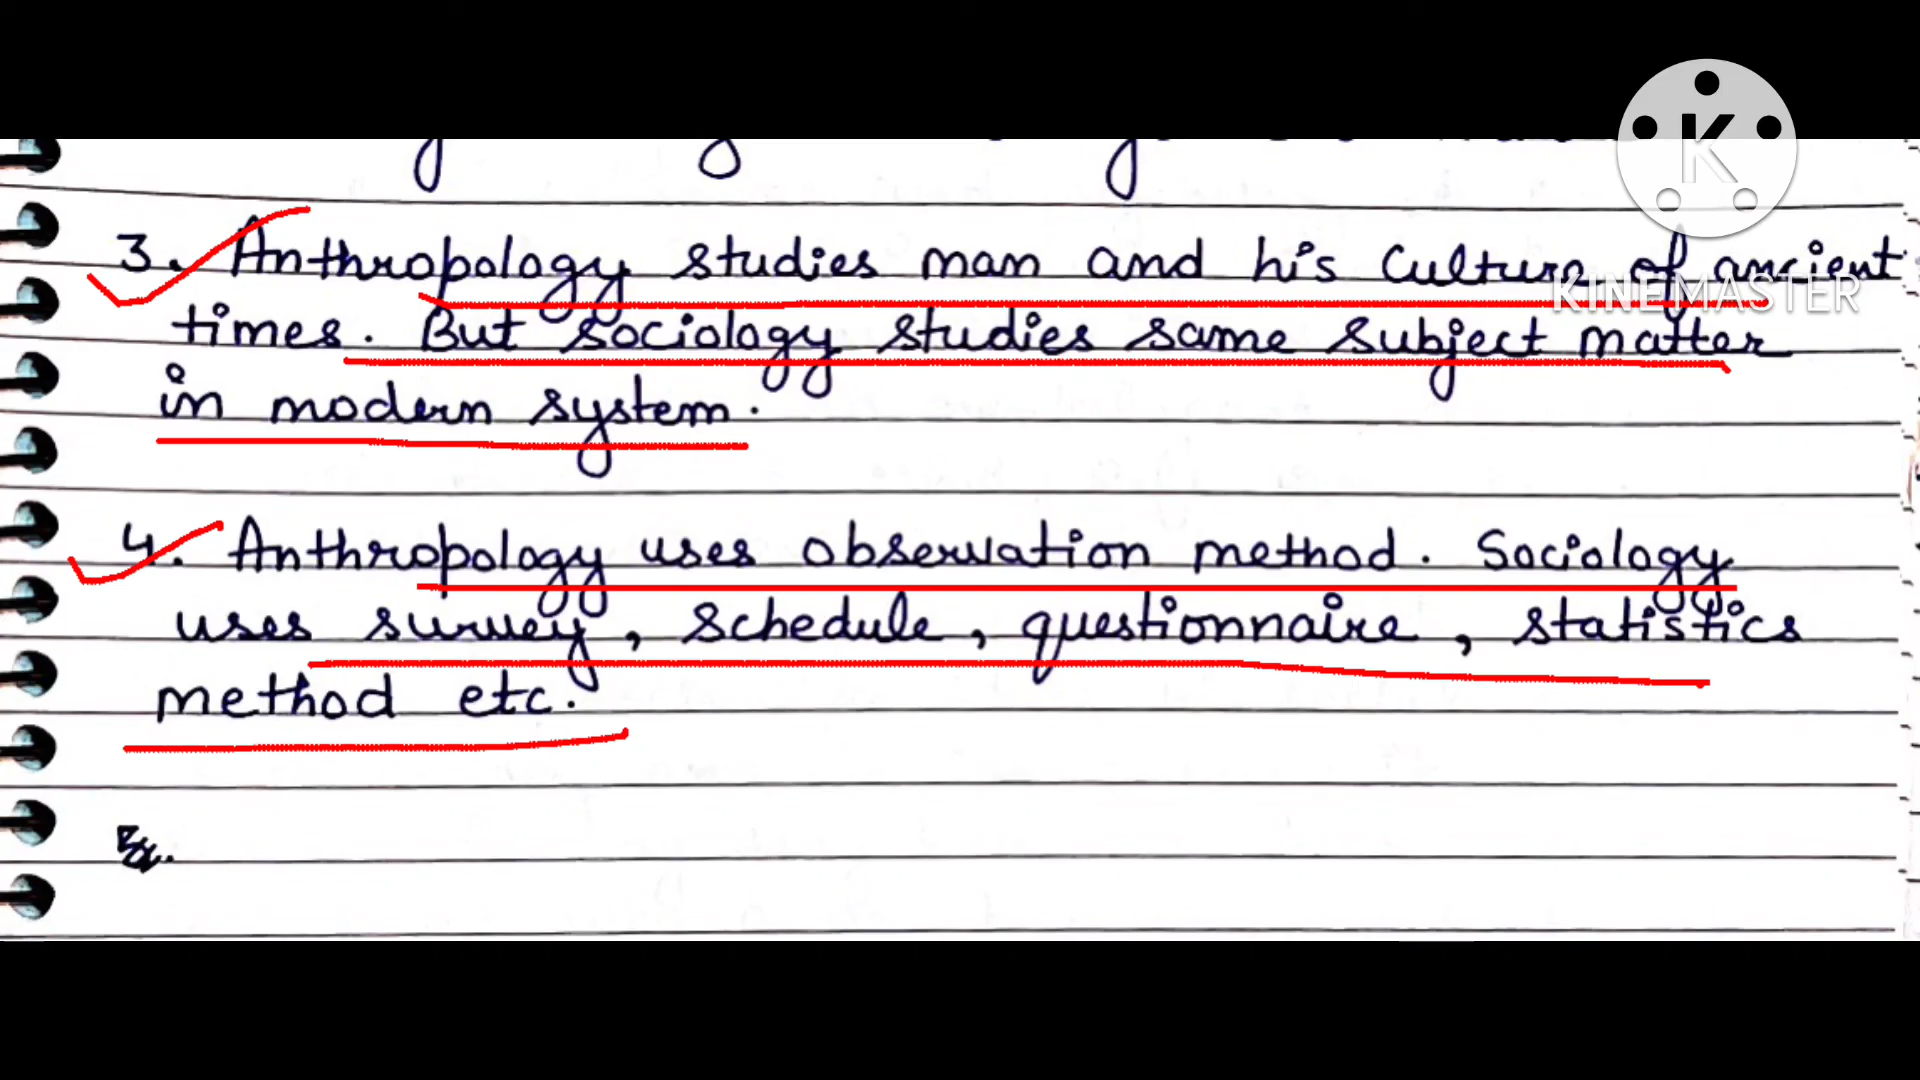 K
3. Anthropology studies man and his culture of ancient
KINEMASTER
times. But sociology studies same subject matter
in modern system.
4. Anthropology uses observation method. Sociology
uses survey, schedule, questionnaire, statistics
method etc.